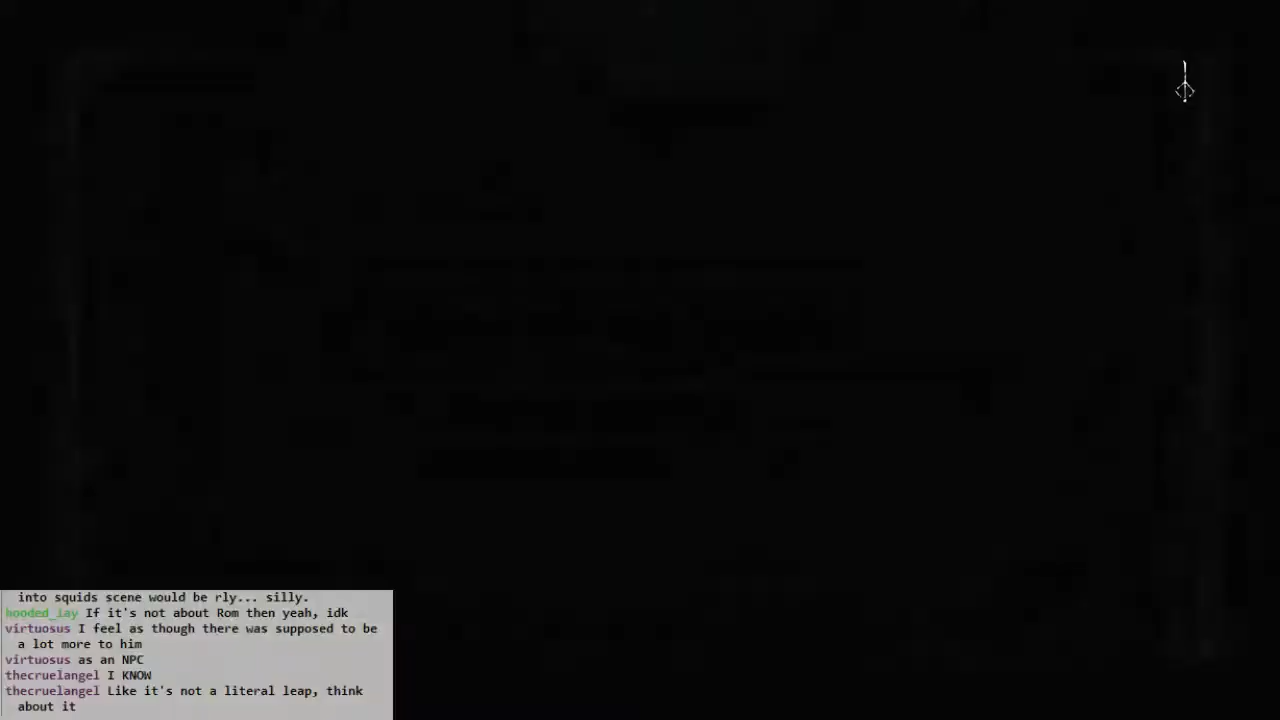 into squids scene would be rly... silly.
hooded_jay If it's not about Rom then yeah, idk
virtuosus I feel as though there was supposed to be
a lot more to him
virtuosus as an NPC
thecruelangel I KNOW
thecruelangel Like it's not a literal leap, think
about it